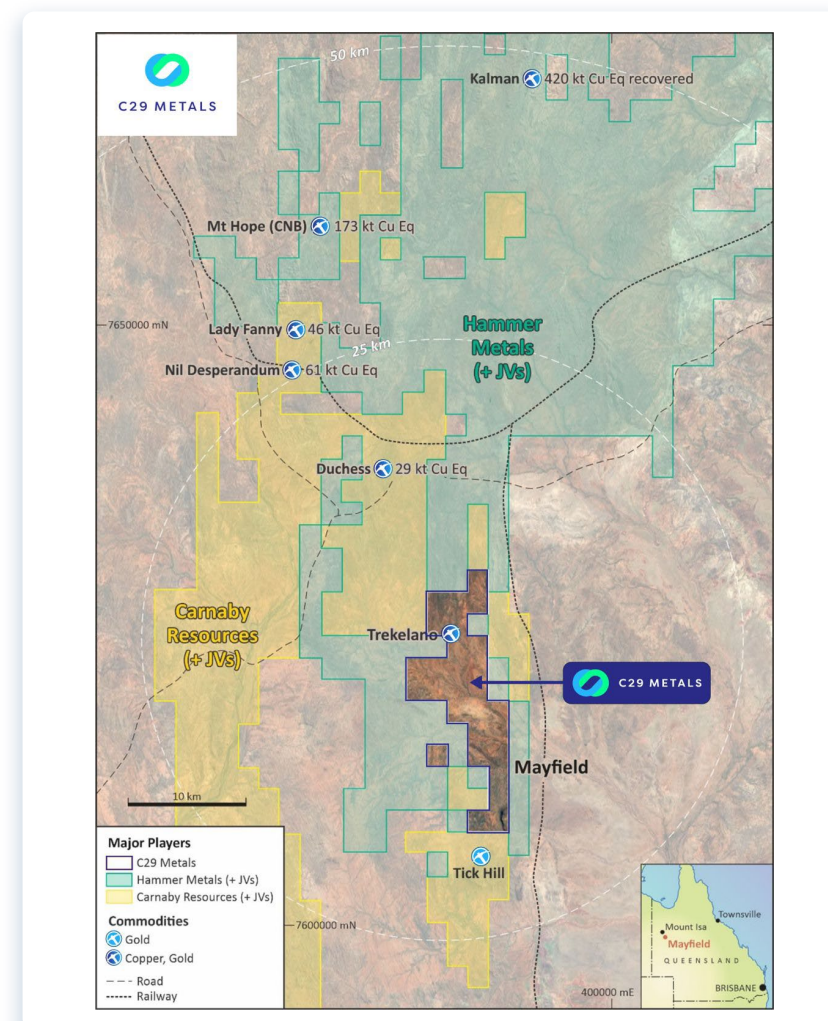 C29 METALS
50 km
Kalman 420 kt Cu Eq recovered
Mt Hope (CNB) 173 kt Cu Eq
7650000 mN
Lady Fanny 46 kt Cu Eq
Hammer
Metals
(+ JVs)
25 km
Nil Desperandum 61 kt Cu Eq
Duchess 29 kt Cu Eq
Carnaby
Resources
(+ JVs)
Trekelano
C29 METALS
Mayfield
10 km
Tick Hill
Major Players
C29 Metals
Hammer Metals (+ JVs)
Carnaby Resources (+ JVs)
Commodities
Gold
Copper, Gold
Road
Railway
7600000 mN
400000 mE
Townsville
Mount Isa
Mayfield
QUEENSLAND
BRISBANE